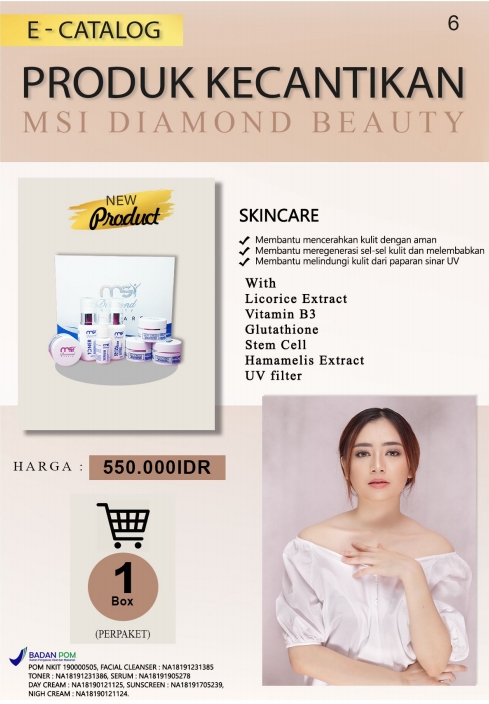 E - CATALOG
6
PRODUK KECANTIKAN
MSI DIAMOND BEAUTY
NEW
Product
msi
SKINCARE
Membantu mencerahkan kulit dengan aman
Membantu meregenerasi sel-sel kulit dan melembabkan
Membantu melindungi kulit dari paparan sinar UV
With
Licorice Extract
Vitamin B3
Glutathione
Stem Cell
Hamamelis Extract
UV filter
HARGA :
550.000IDR
1
Box
(PERPAKET)
BADAN POM
POM NKIT 190000505, FACIAL CLEANSER : NA18191231385
TONER : NA18191231386, SERUM : NA18191905278
DAY CREAM : NA18190121125, SUNSCREEN : NA18191705239,
NIGH CREAM : NA18190121124.